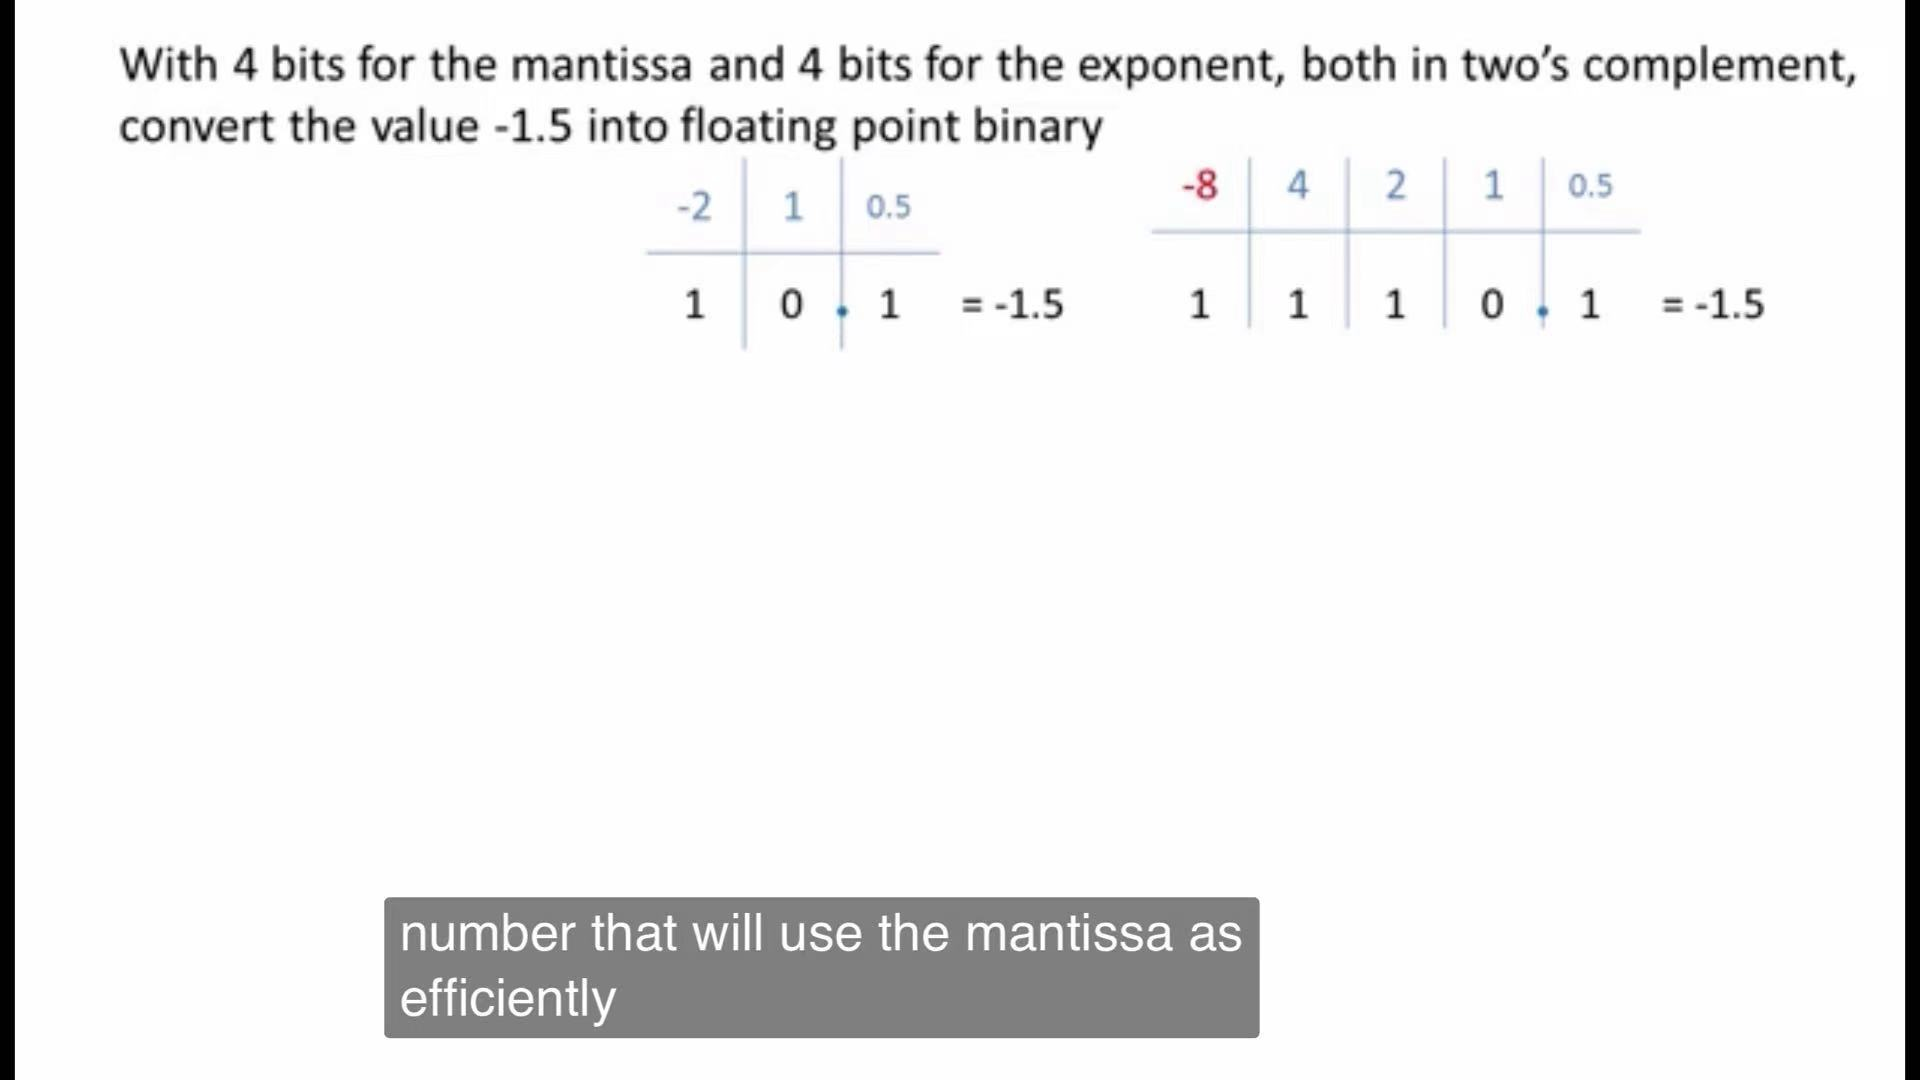 With 4 bits for the mantissa and 4 bits for the exponent, both in two’s complement,
convert the value -1.5 into floating point binary
-2 1 0.5
1 0 . 1 = -1.5
-8 4 2 1 0.5
1 1 1 0 . 1 = -1.5
number that will use the mantissa as
efficiently